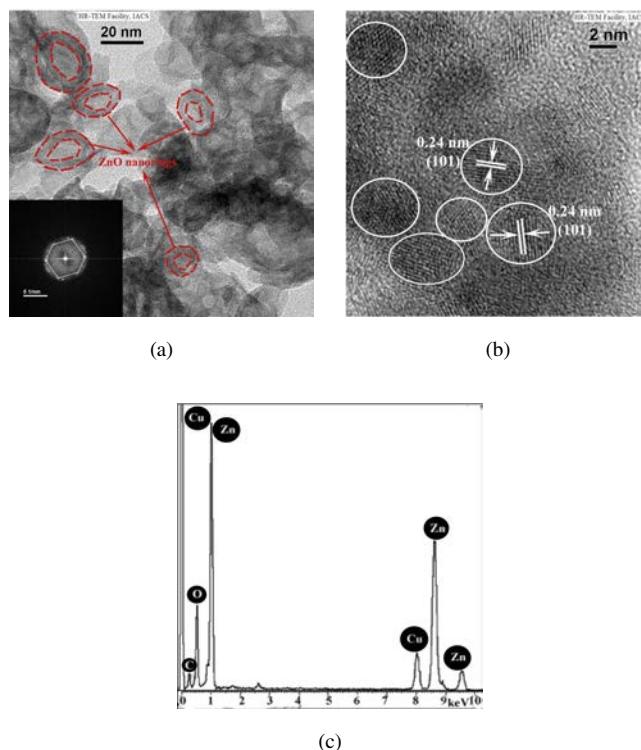 HR-TEM Facility, IACS
20 nm
ZnO nanorings
HR-TEM Facility, IACS
2 nm
0.24 nm
(101)
0.24 nm
(101)
(a)
(b)
Cu
Zn
O
C
Zn
Cu
Zn
0 1 2 3 4 5 6 7 8 9 10
keV
(c)